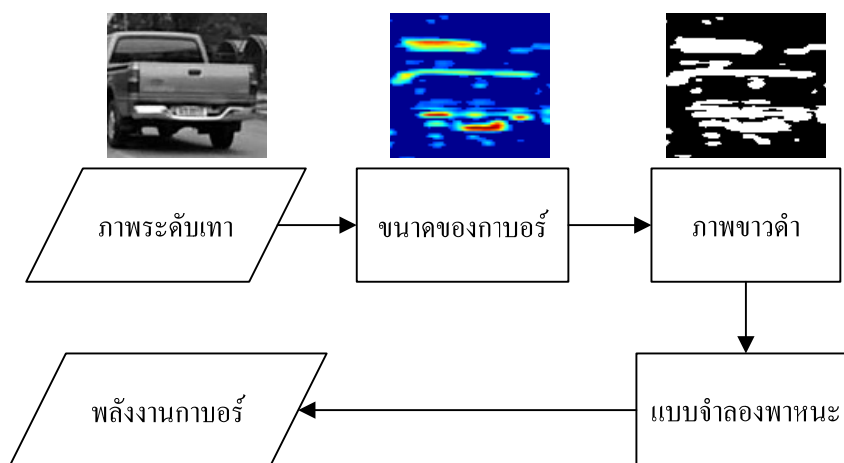 ภาพระดับเทา
ขนาดของกาบอร์
ภาพขาวดำ
แบบจำลองพาหนะ
พลังงานกาบอร์